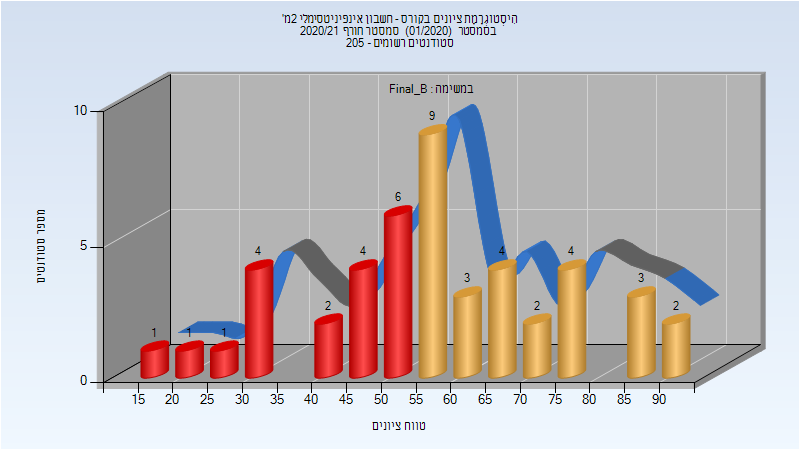 היסטוגרמת ציונים בקורס - חשבון אינפיניטסימלי 2מ'
בסמסטר (01/2020) סמסטר חורף 2020/21
סטודנטים רשומים - 205
במשימה : Final_B
מספר סטודנטים
10
5
0
1 1 1 4 2 4 6 9 3 4 2 4 3 2
15 20 25 30 35 40 45 50 55 60 65 70 75 80 85 90
טווח ציונים